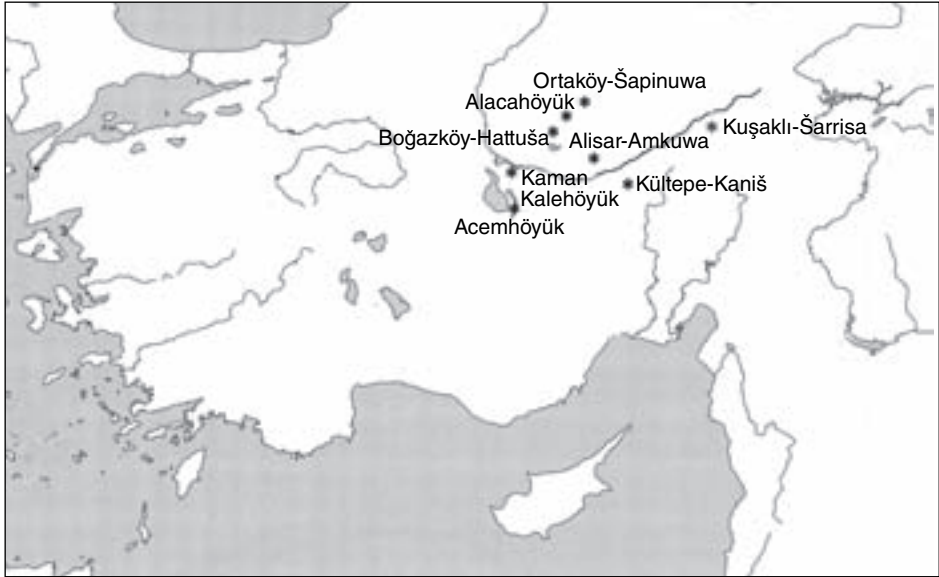 Ortaköy-Šapinuwa
Alacahöyük
Boğazköy-Hattuša
Alisar-Amkuwa
Kuşaklı-Šarrisa
Kaman
Kalehöyük
Kültepe-Kaniš
Acemhöyük